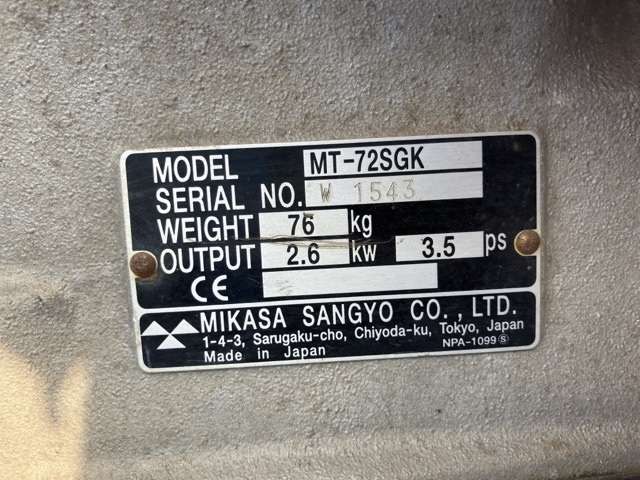 MODEL MT-72SGK
SERIAL NO. W 1543
WEIGHT 76 kg
OUTPUT 2.6 kw 3.5 ps
CE
MIKASA SANGYO CO., LTD.
1-4-3, Sarugaku-cho, Chiyoda-ku, Tokyo, Japan
Made in Japan NPA-1099 Ⓢ